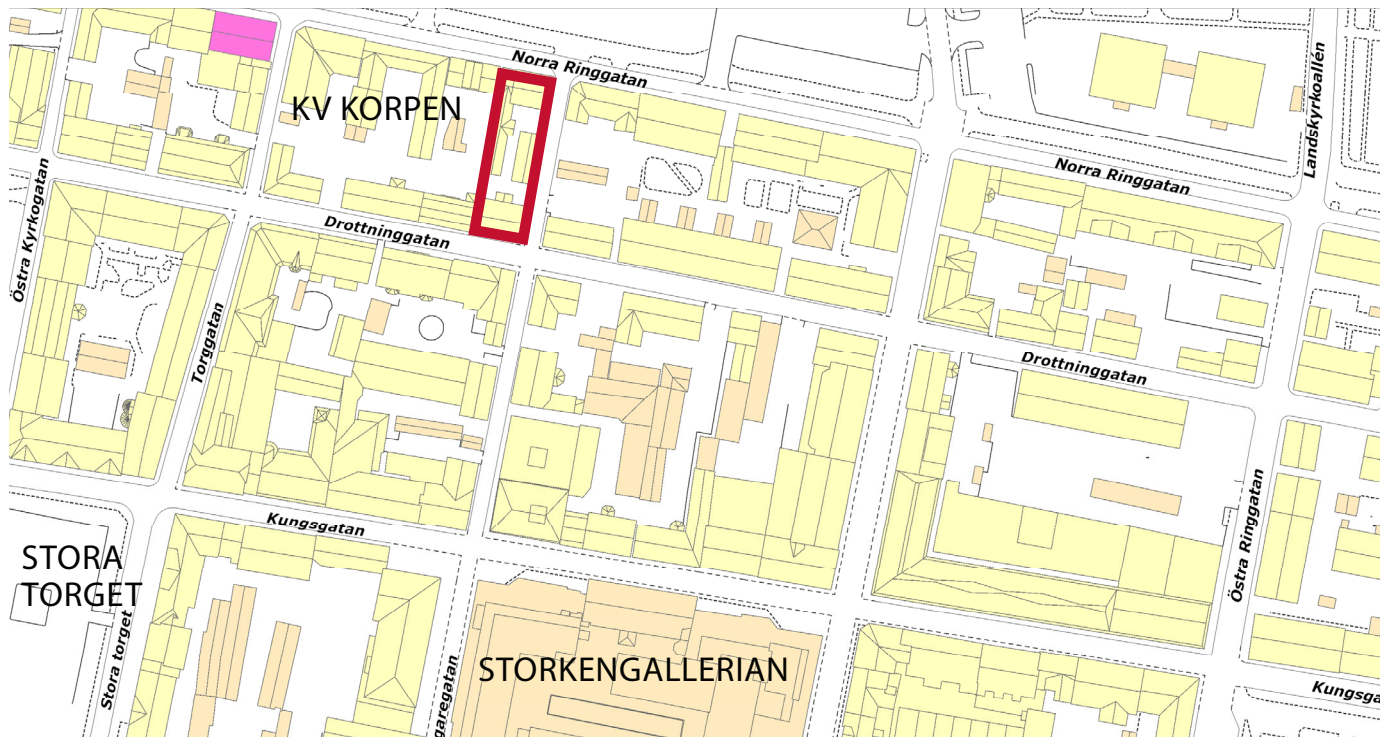 Norra Ringgatan
Landskyrkoallén
KV KORPEN
Norra Ringgatan
Östra Kyrkogatan
Drottninggatan
Torggatan
Drottninggatan
Kungsgatan
Östra Ringgatan
STORA
TORGET
Stora torget
STORKENGALLERIAN
garegatan
Kungsga